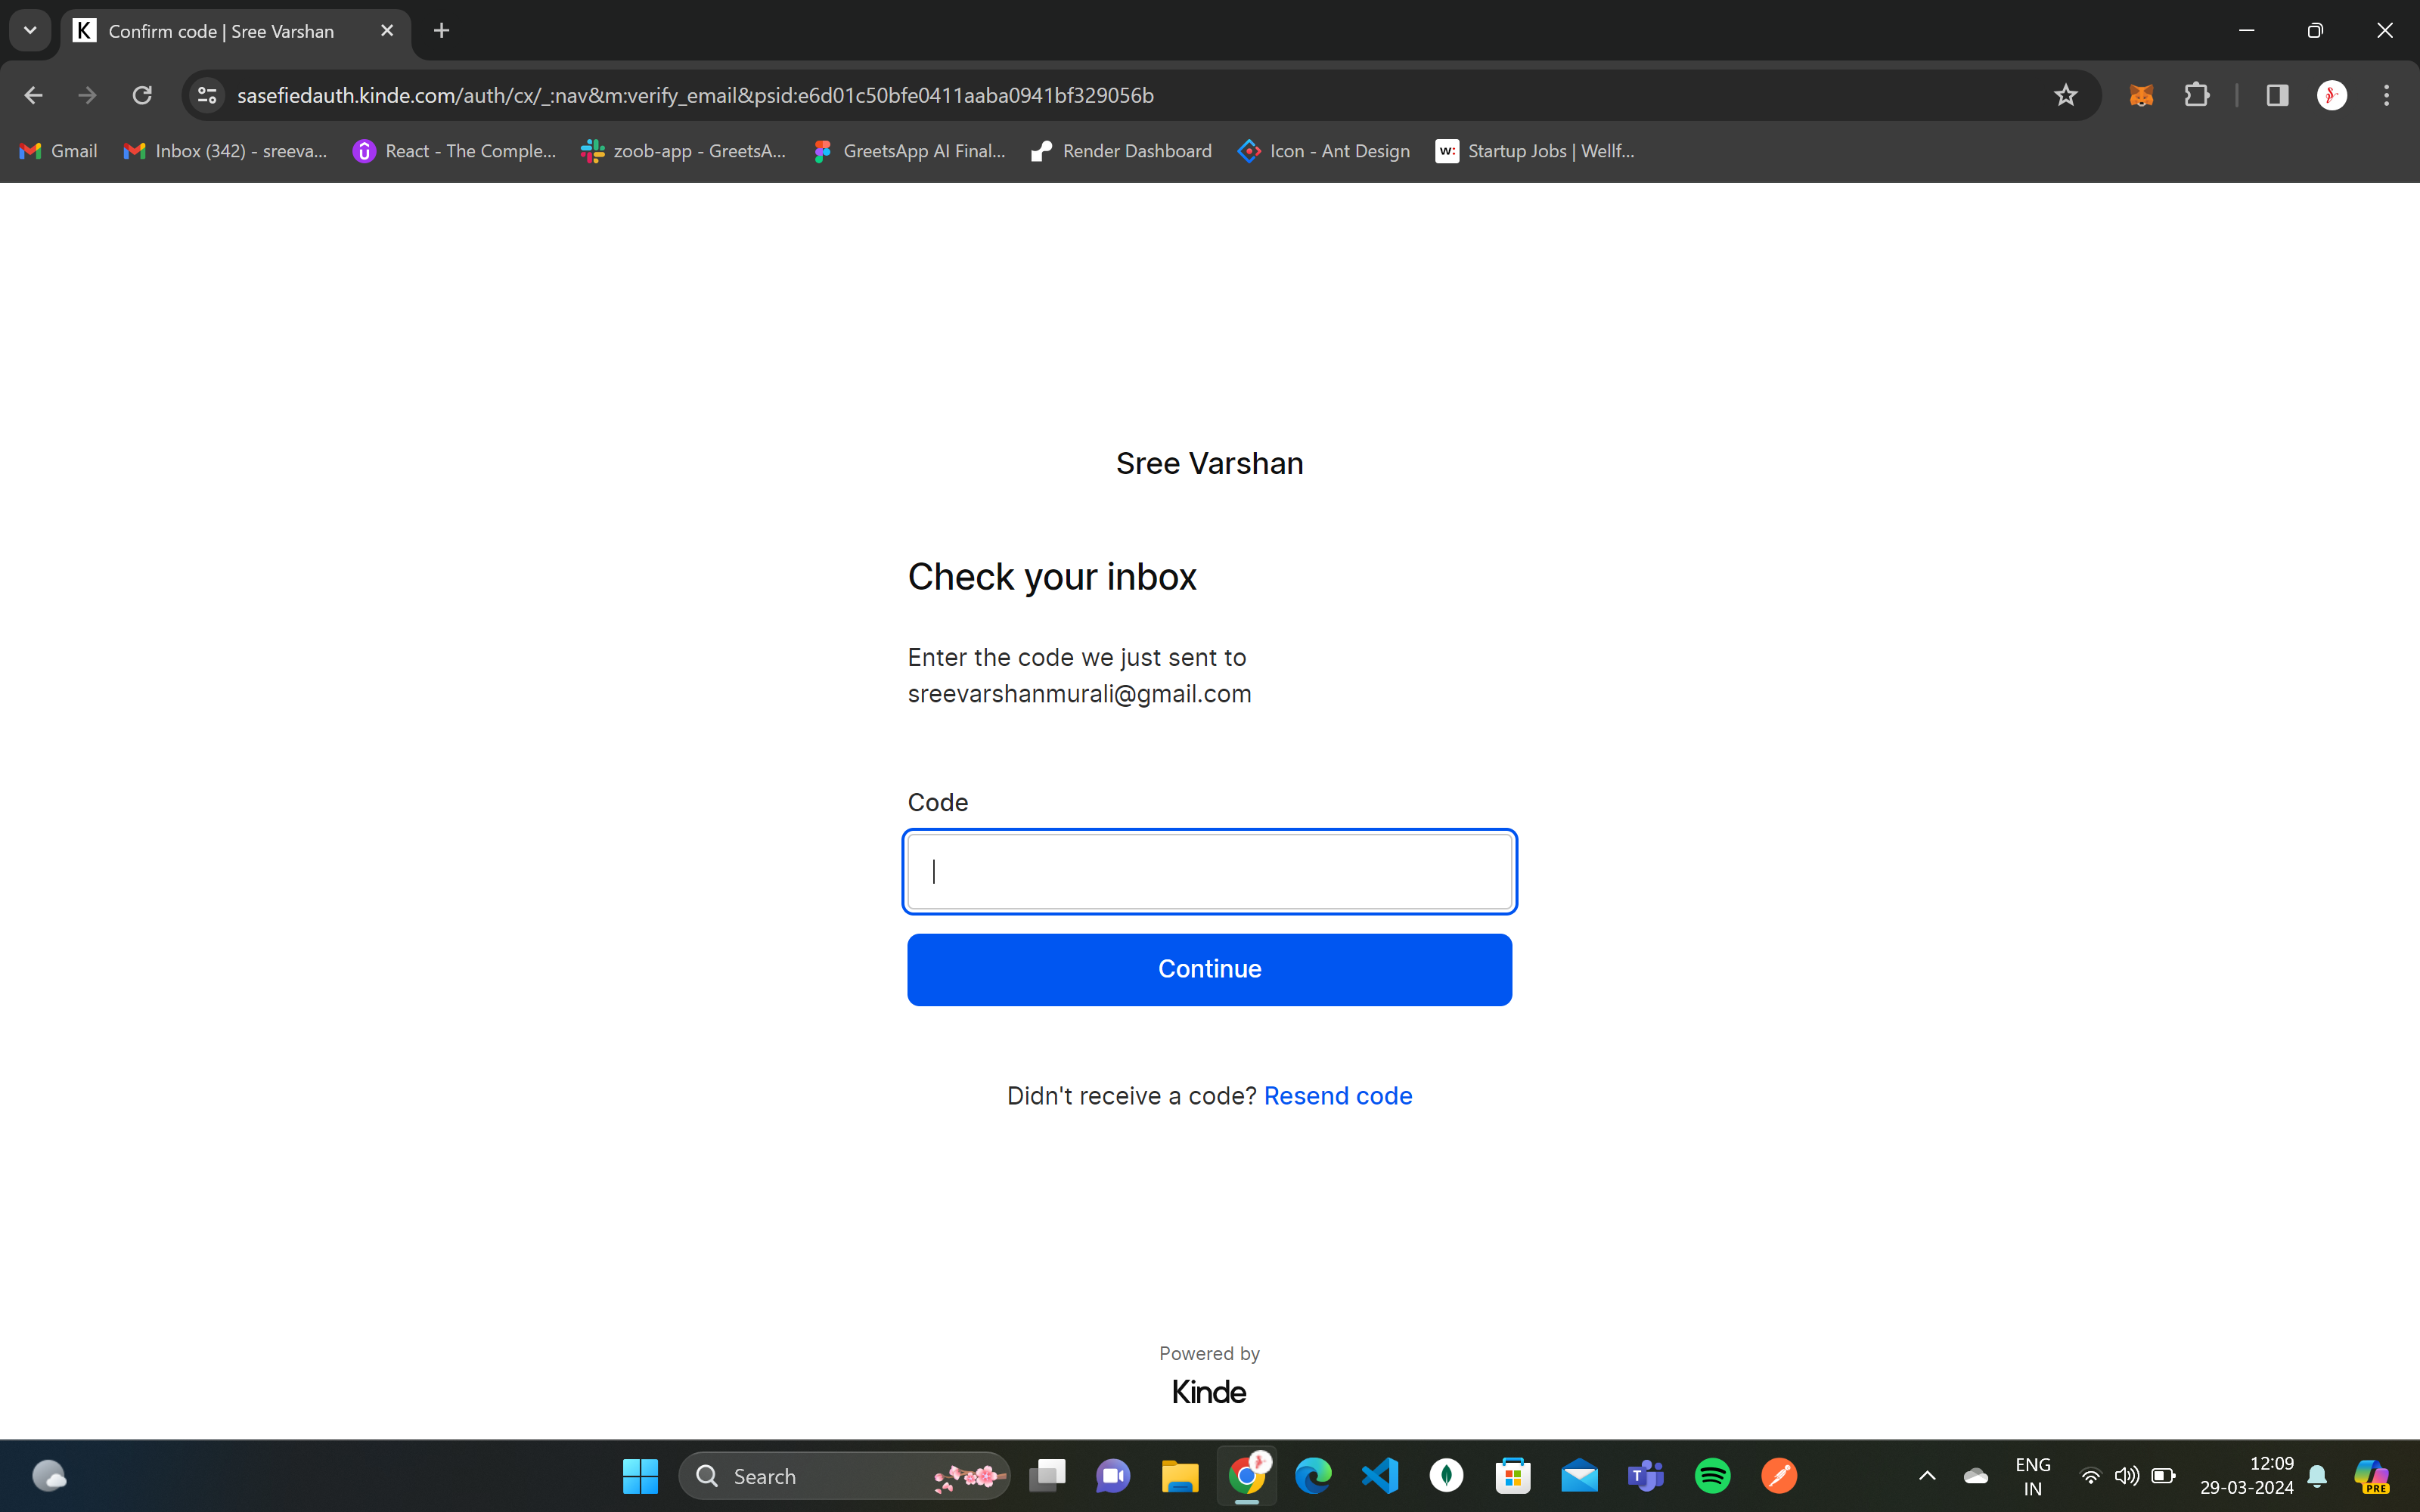 K Confirm code | Sree Varshan
sasefiedauth.kinde.com/auth/cx/_:nav&m:verify_email&psid:e6d01c50bfe0411aaba0941bf329056b
Gmail Inbox (342) - sreeva... React - The Comple... zoob-app - GreetsA... GreetsApp AI Final... Render Dashboard Icon - Ant Design w: Startup Jobs | Wellf...
Sree Varshan
Check your inbox
Enter the code we just sent to
sreevarshanmurali@gmail.com
Code
Continue
Didn't receive a code? Resend code
Powered by
Kinde
Search
ENG
IN
12:09
29-03-2024
PRE